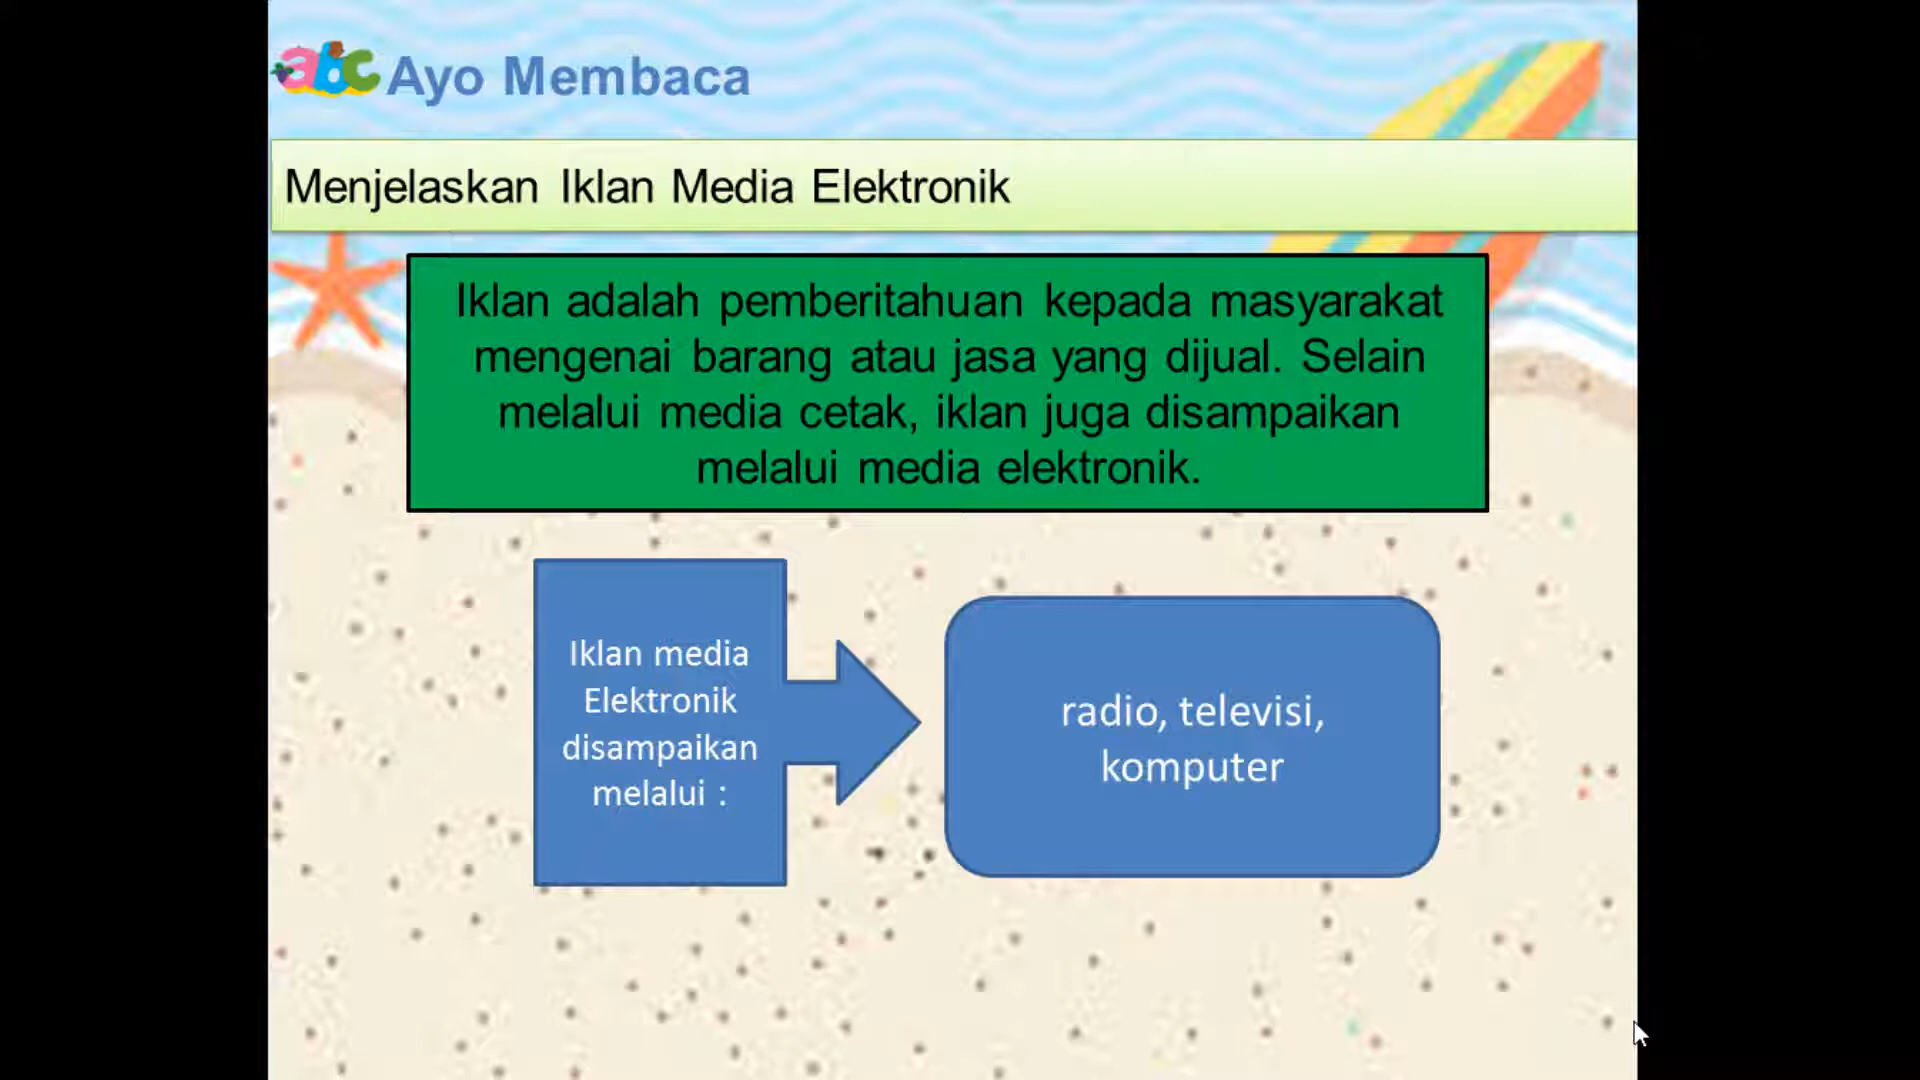 abc Ayo Membaca
Menjelaskan Iklan Media Elektronik
Iklan adalah pemberitahuan kepada masyarakat
mengenai barang atau jasa yang dijual. Selain
melalui media cetak, iklan juga disampaikan
melalui media elektronik.
Iklan media
Elektronik
disampaikan
melalui :
radio, televisi,
komputer